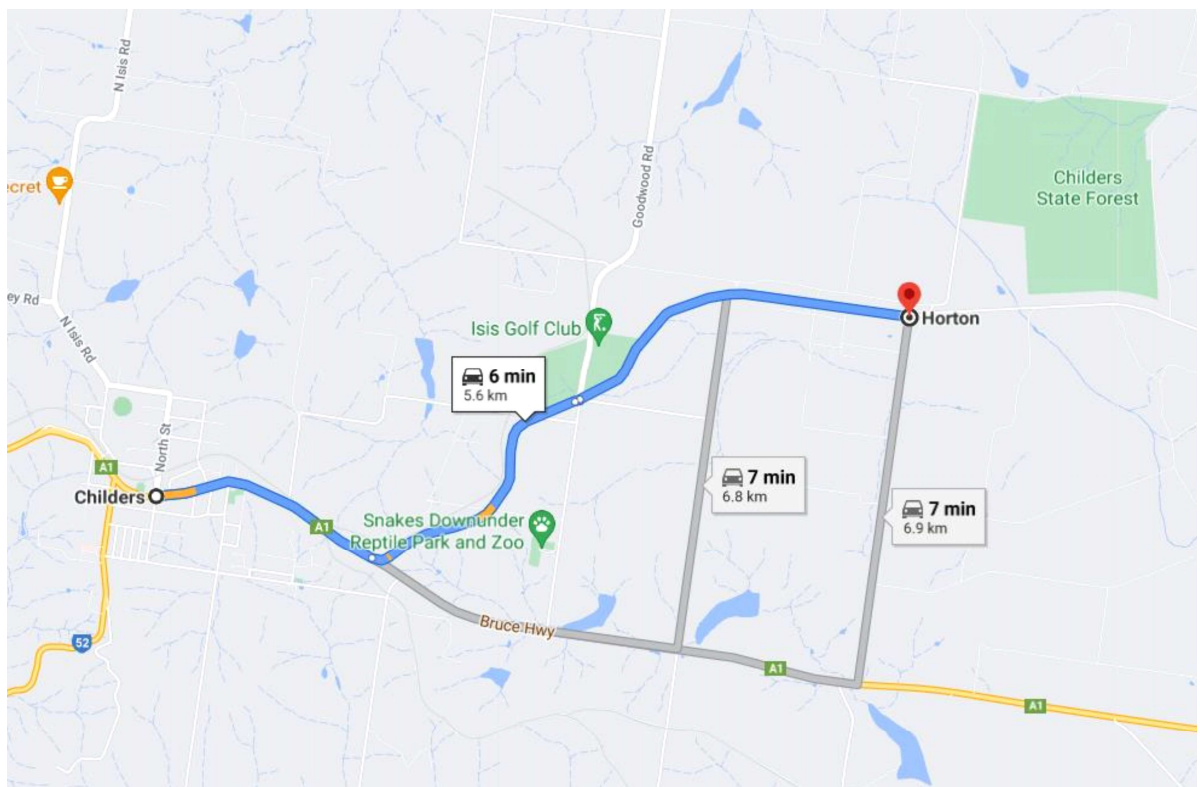 N Isis Rd
ecret
Goodwood Rd
Childers
State Forest
ey Rd
N Isis Rd
Isis Golf Club
Horton
6 min
5.6 km
North St
A1
Childers
7 min
6.8 km
7 min
6.9 km
A1
Snakes Downunder
Reptile Park and Zoo
Bruce Hwy
52
A1
A1